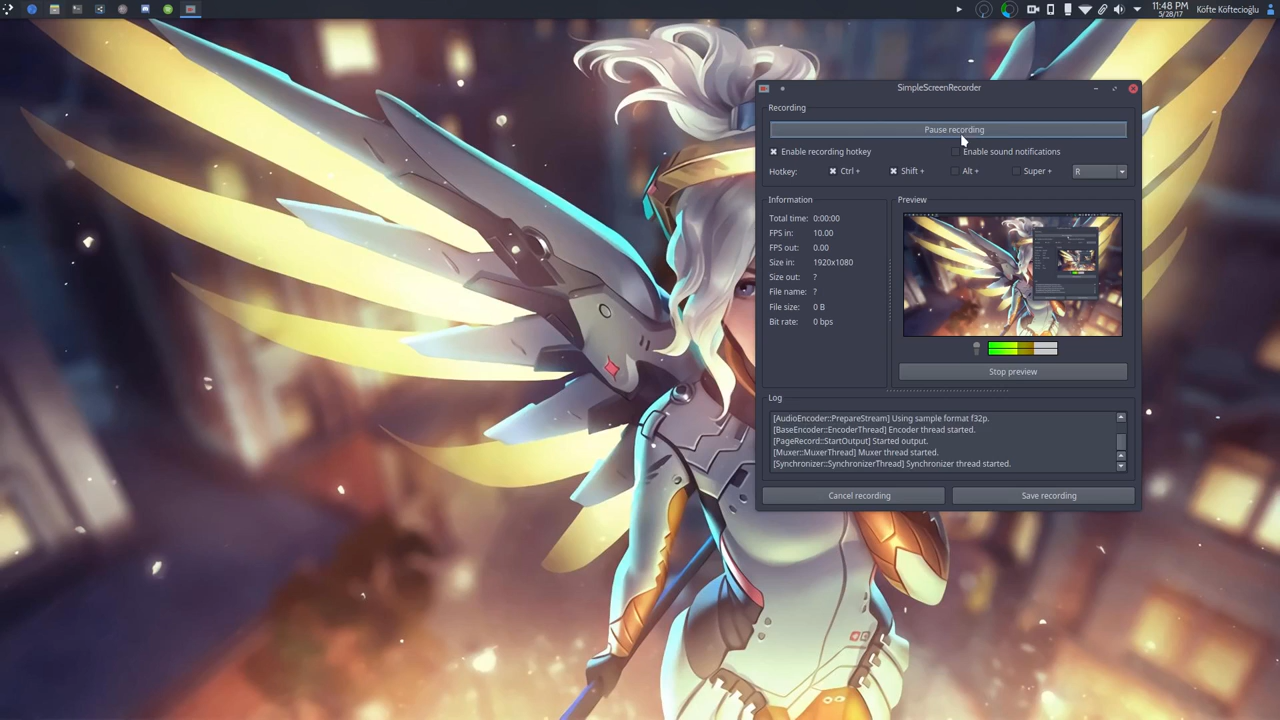 11:48 PM
5/28/17
Köfte Köftecioğlu
SimpleScreenRecorder
Recording
Pause recording
Enable recording hotkey
Enable sound notifications
Hotkey: Ctrl + Shift + Alt + Super + R
Information
Total time: 0:00:00
FPS in: 10.00
FPS out: 0.00
Size in: 1920x1080
Size out: ?
File name: ?
File size: 0 B
Bit rate: 0 bps
Preview
Stop preview
Log
[AudioEncoder::PrepareStream] Using sample format f32p.
[BaseEncoder::EncoderThread] Encoder thread started.
[PageRecord::StartOutput] Started output.
[Muxer::MuxerThread] Muxer thread started.
[Synchronizer::SynchronizerThread] Synchronizer thread started.
Cancel recording
Save recording